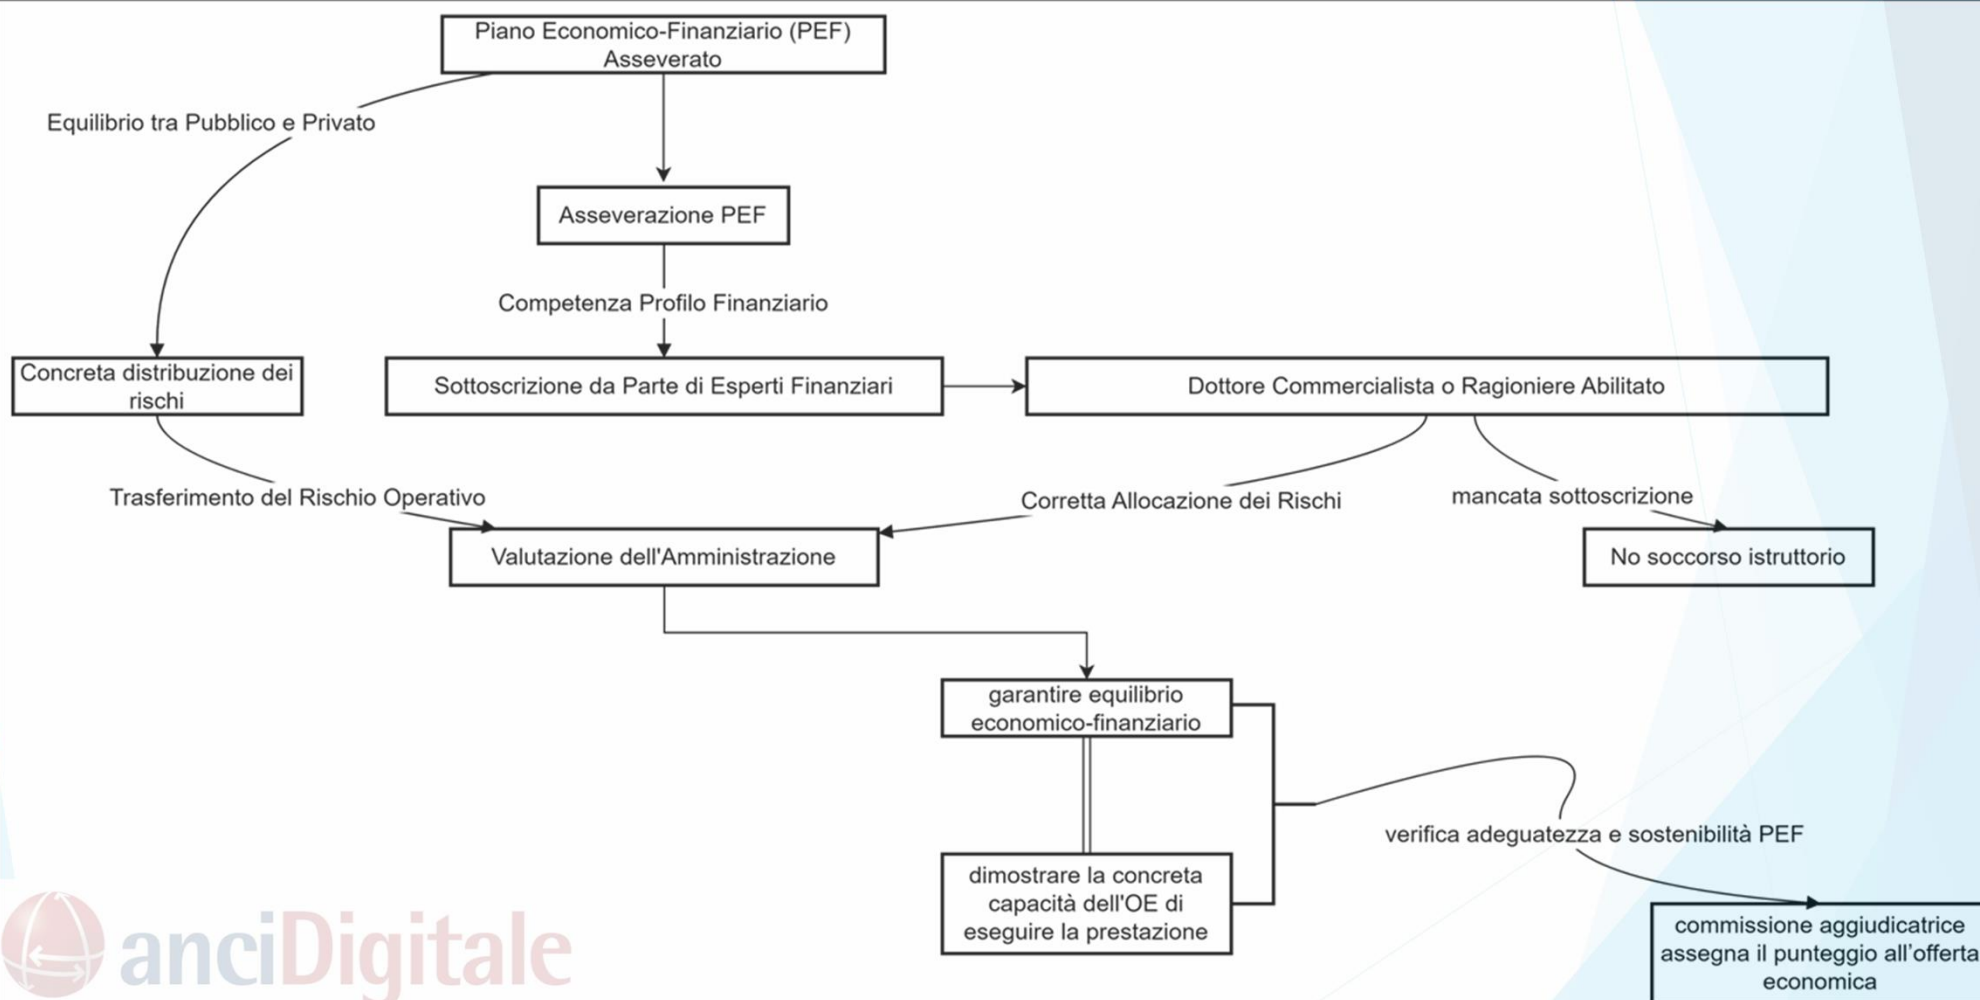 Piano Economico-Finanziario (PEF)
Asseverato
Equilibrio tra Pubblico e Privato
Asseverazione PEF
Competenza Profilo Finanziario
Concreta distribuzione dei
rischi
Sottoscrizione da Parte di Esperti Finanziari
Dottore Commercialista o Ragioniere Abilitato
Trasferimento del Rischio Operativo
Corretta Allocazione dei Rischi
mancata sottoscrizione
Valutazione dell'Amministrazione
No soccorso istruttorio
garantire equilibrio
economico-finanziario
verifica adeguatezza e sostenibilità PEF
dimostrare la concreta
capacità dell'OE di
eseguire la prestazione
commissione aggiudicatrice
assegna il punteggio all’offerta
economica
anciDigitale